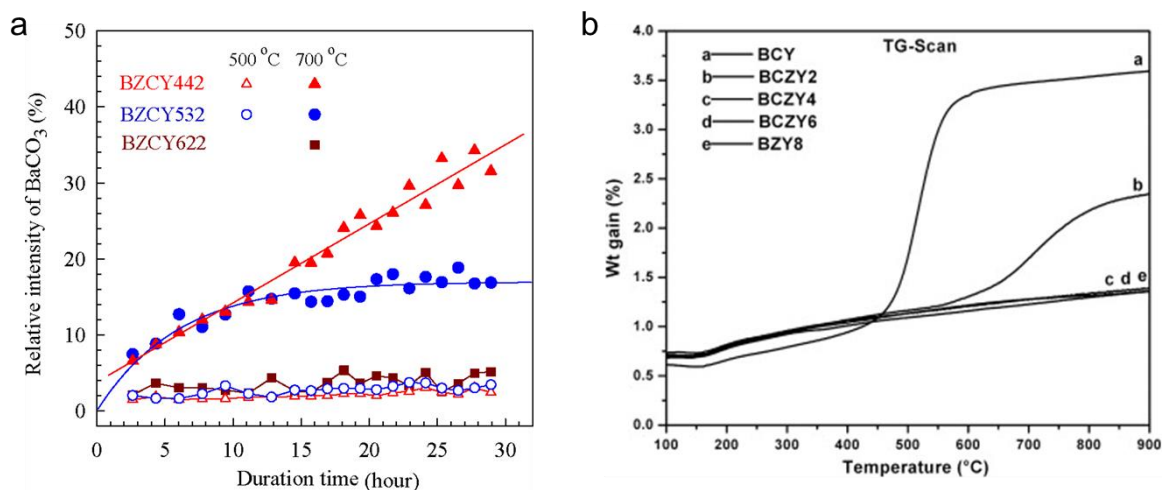 a
50
40
30
20
10
0
Relative intensity of BaCO3 (%)
500 °C 700 °C
BZCY442
BZCY532
BZCY622
0 5 10 15 20 25 30
Duration time (hour)
b
4.0
3.5
3.0
2.5
2.0
1.5
1.0
0.5
0.0
Wt gain (%)
TG-Scan
a BCY
b BCZY2
c BCZY4
d BCZY6
e BZY8
a
b
c d e
100 200 300 400 500 600 700 800 900
Temperature (°C)